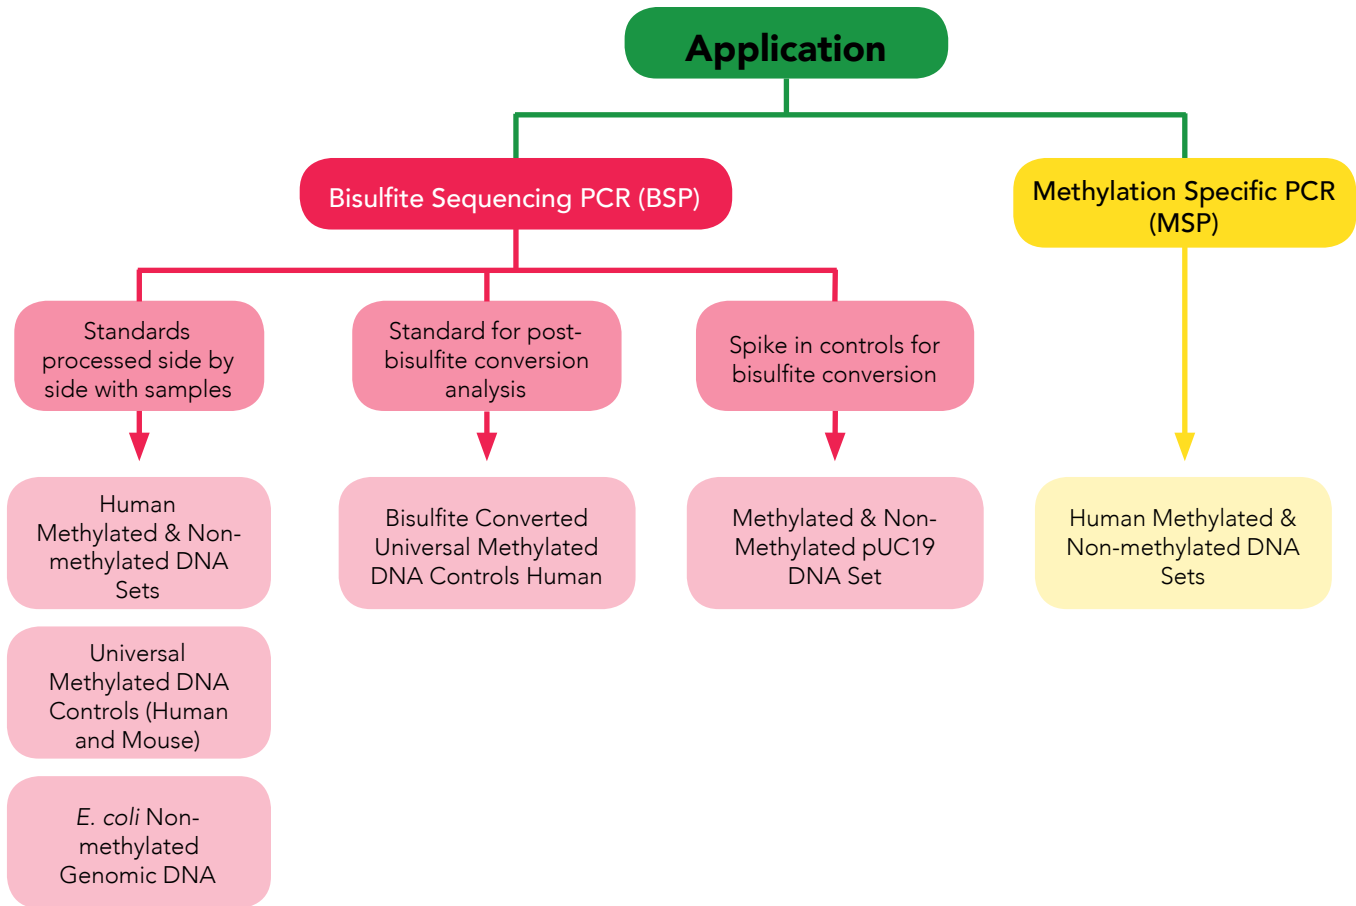 Application
Bisulfite Sequencing PCR (BSP)
Methylation Specific PCR
(MSP)
Standards
processed side by
side with samples
Standard for post-
bisulfite conversion
analysis
Spike in controls for
bisulfite conversion
Human
Methylated & Non-
methylated DNA
Sets
Bisulfite Converted
Universal Methylated
DNA Controls Human
Methylated & Non-
Methylated pUC19
DNA Set
Human Methylated &
Non-methylated DNA
Sets
Universal
Methylated DNA
Controls (Human
and Mouse)
E. coli Non-
methylated
Genomic DNA